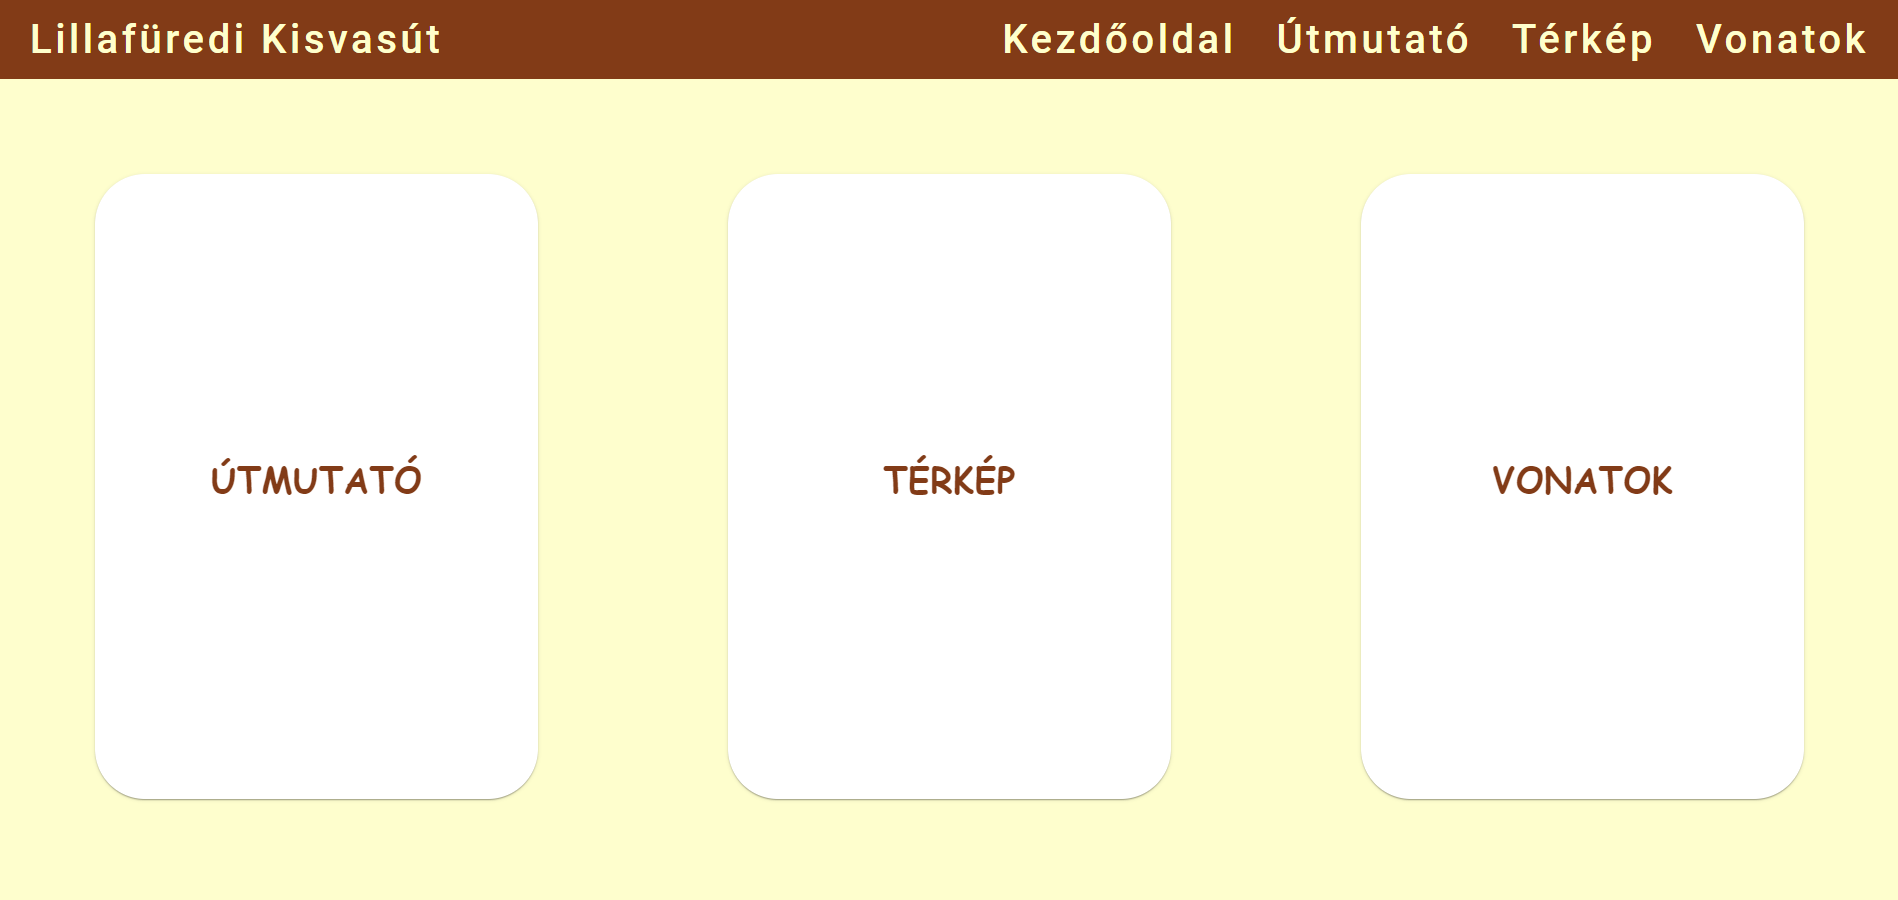 Lillafüredi Kisvasút
Kezdőoldal Útmutató Térkép Vonatok
ÚTMUTATÓ
TÉRKÉP
VONATOK